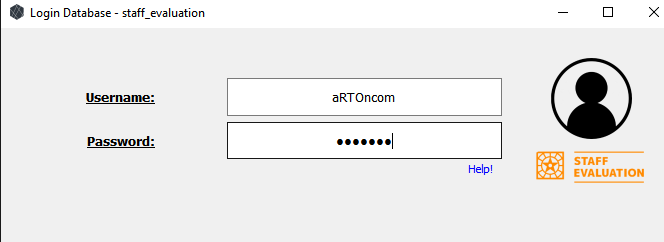 Login Database - staff_evaluation
Username:
aRTOncom
Password:
•••••••
Help!
STAFF
EVALUATION